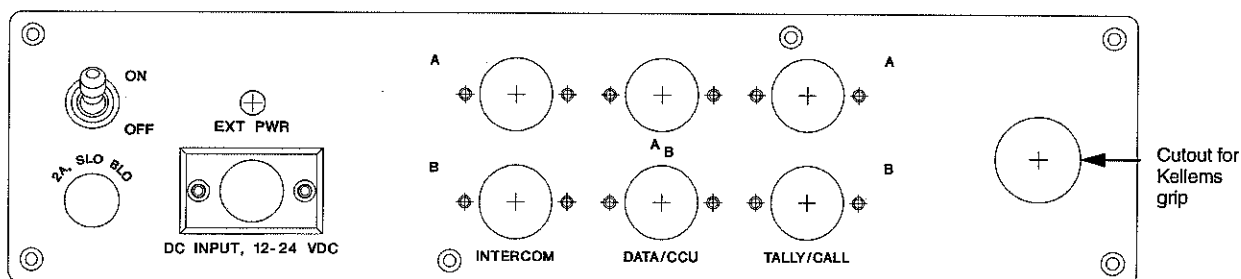 ON
OFF
EXT PWR
2A, SLO BLO
DC INPUT, 12-24 VDC
A
A
A
B
B
B
INTERCOM
DATA/CCU
TALLY/CALL
Cutout for
Kellems
grip